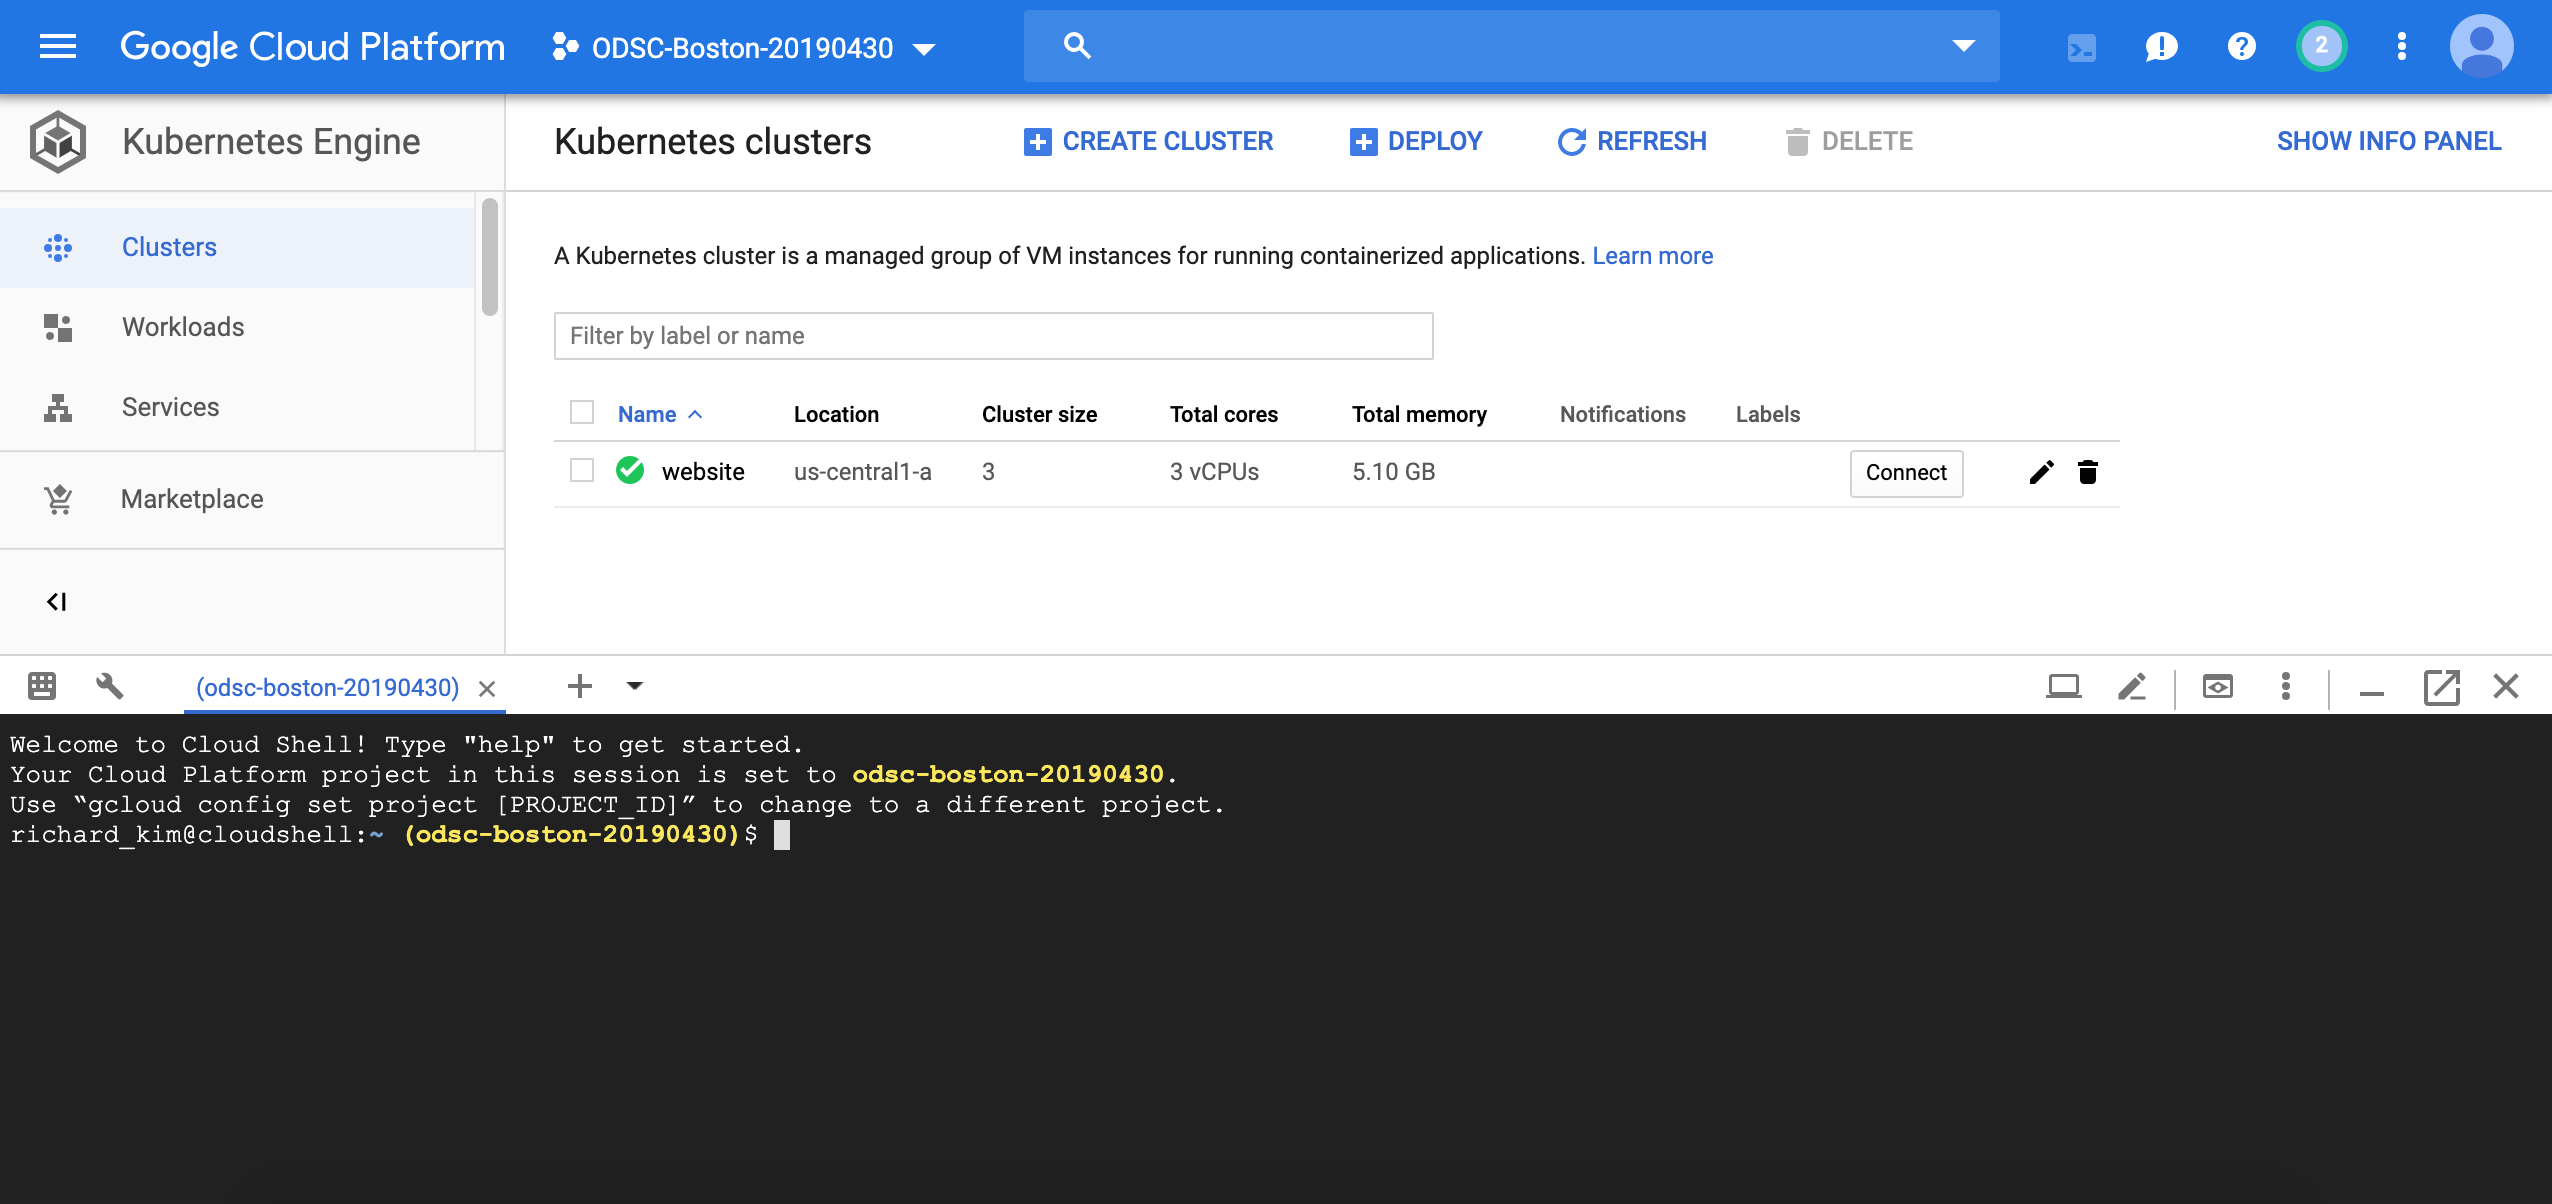 Google Cloud Platform
ODSC-Boston-20190430
2
Kubernetes Engine
Kubernetes clusters
CREATE CLUSTER
DEPLOY
REFRESH
DELETE
SHOW INFO PANEL
Clusters
Workloads
Services
Marketplace
A Kubernetes cluster is a managed group of VM instances for running containerized applications. Learn more
Filter by label or name
Name Location Cluster size Total cores Total memory Notifications Labels
website us-central1-a 3 3 vCPUs 5.10 GB Connect
(odsc-boston-20190430)
Welcome to Cloud Shell! Type "help" to get started.
Your Cloud Platform project in this session is set to odsc-boston-20190430.
Use “gcloud config set project [PROJECT_ID]” to change to a different project.
richard_kim@cloudshell:~ (odsc-boston-20190430)$